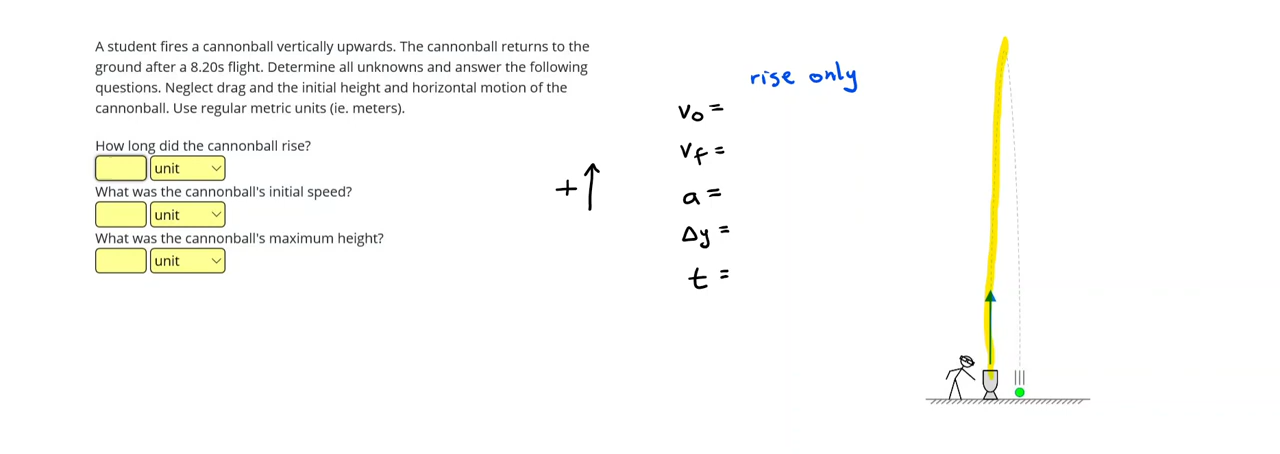 A student fires a cannonball vertically upwards. The cannonball returns to the
ground after a 8.20s flight. Determine all unknowns and answer the following
questions. Neglect drag and the initial height and horizontal motion of the
cannonball. Use regular metric units (ie. meters).
How long did the cannonball rise?
unit
What was the cannonball's initial speed?
unit
What was the cannonball's maximum height?
unit
+
rise only
v₀ =
v_f =
a =
Δy =
t =